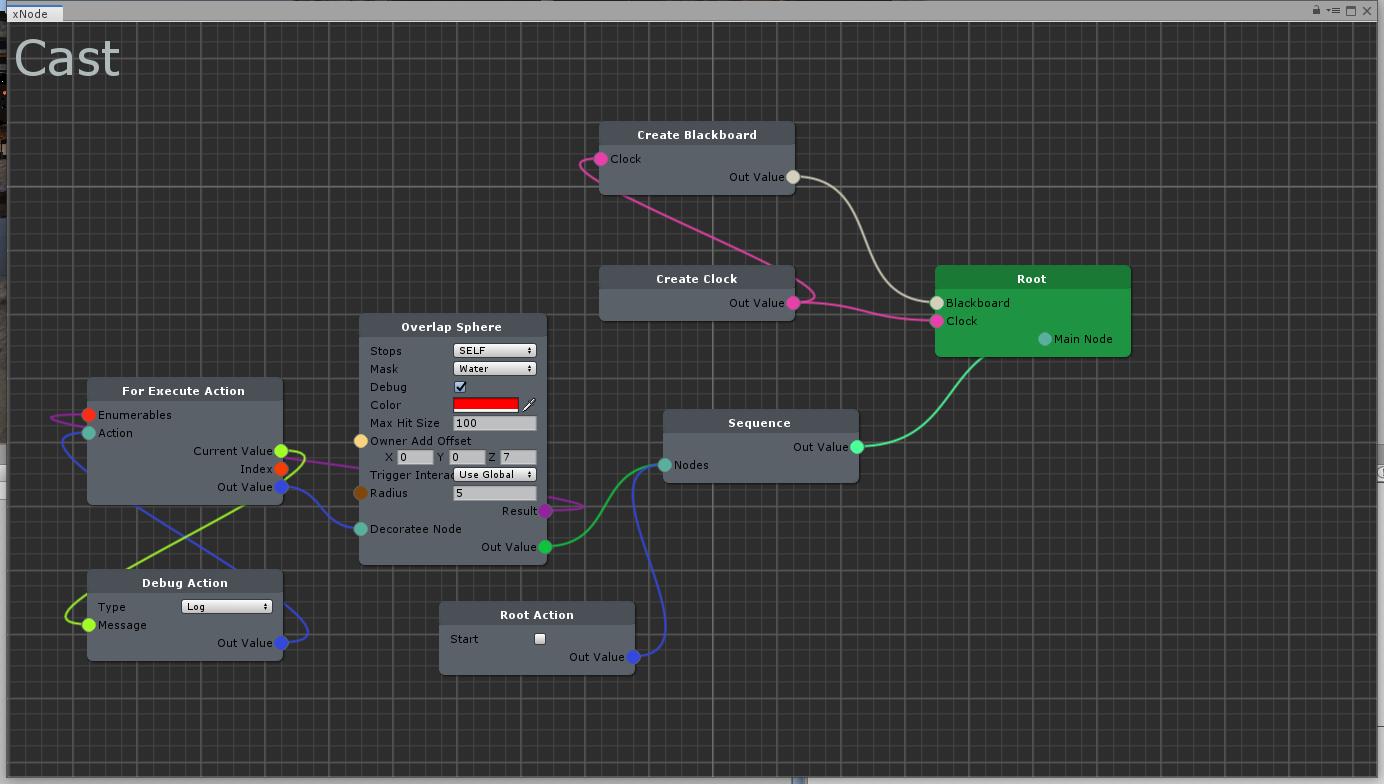 xNode
Cast
Create Blackboard
Clock
Out Value
Create Clock
Out Value
Root
Blackboard
Clock
Main Node
Overlap Sphere
Stops SELF
Mask Water
Debug
Color
Max Hit Size 100
Owner Add Offset
X 0 Y 0 Z 7
Trigger Interac Use Global
Radius 5
Result
Decoratee Node
Out Value
For Execute Action
Enumerables
Action
Current Value
Index
Out Value
Sequence
Out Value
Nodes
Debug Action
Type Log
Message
Out Value
Root Action
Start
Out Value